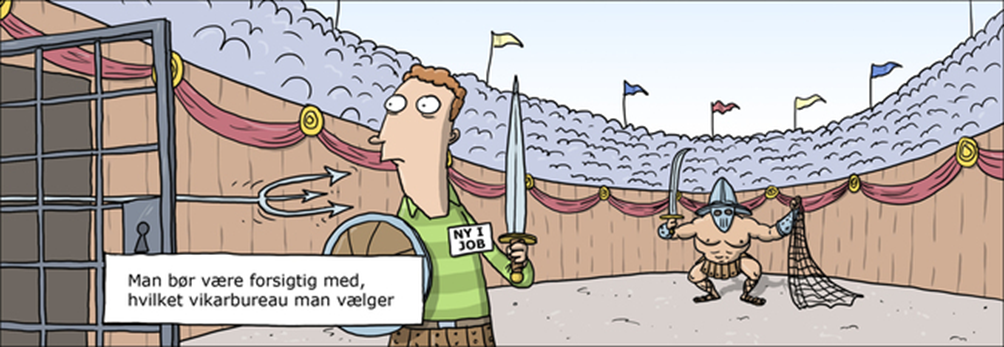 NY I
JOB
Man bør være forsigtig med,
hvilket vikarbureau man vælger